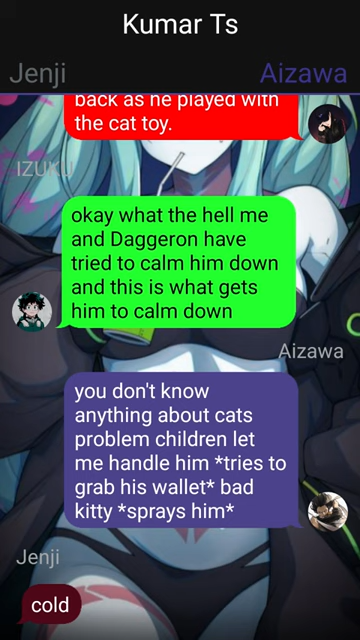 Kumar Ts
Jenji
Aizawa
back as he played with
the cat toy.
IZUKU
okay what the hell me
and Daggeron have
tried to calm him down
and this is what gets
him to calm down
Aizawa
you don't know
anything about cats
problem children let
me handle him *tries to
grab his wallet* bad
kitty *sprays him*
Jenji
cold